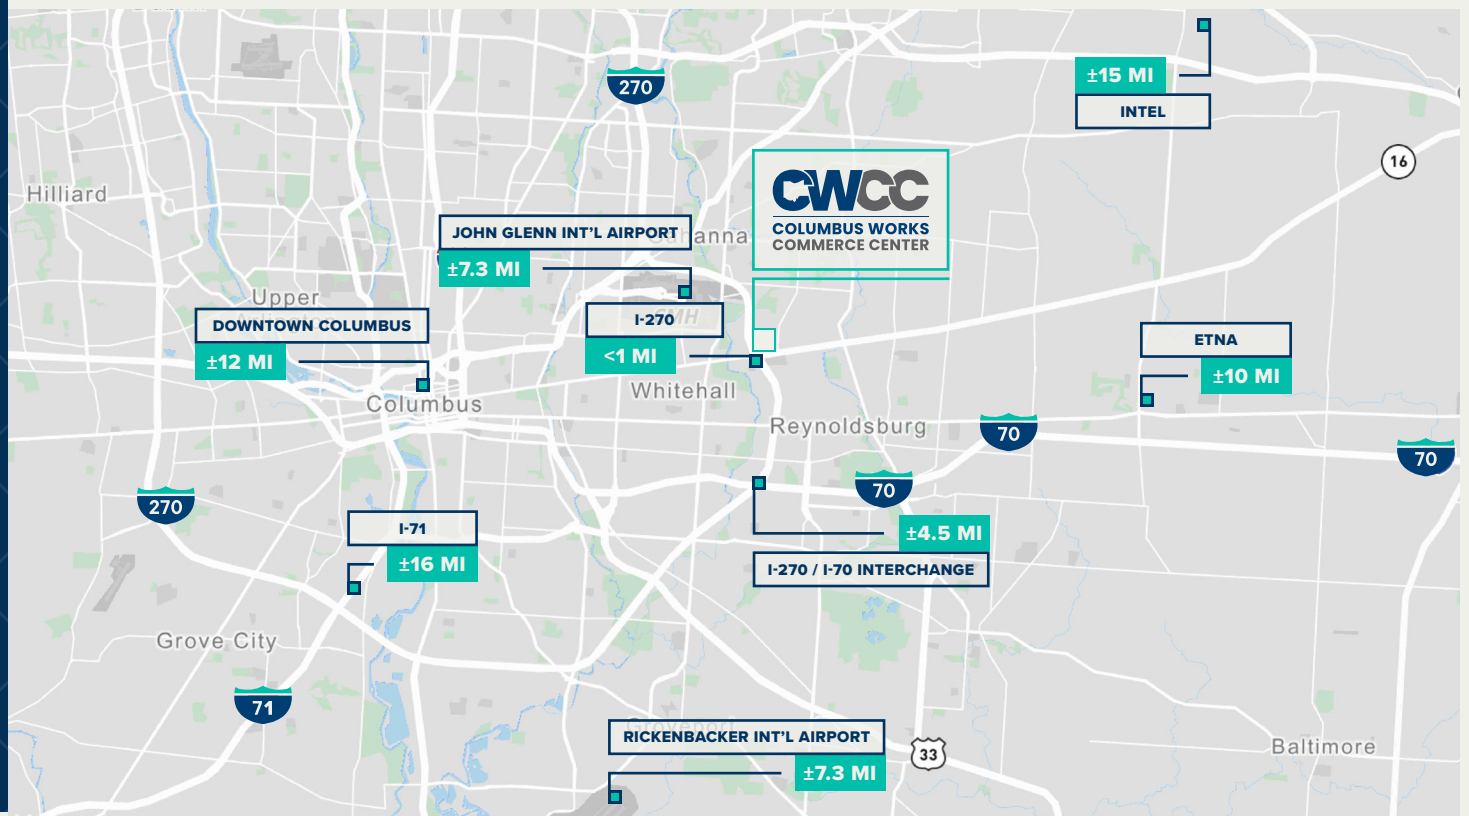 270
±15 MI
INTEL
16
Hilliard
CWCC
COLUMBUS WORKS
COMMERCE CENTER
JOHN GLENN INT'L AIRPORT
±7.3 MI
Upper
DOWNTOWN COLUMBUS
±12 MI
I-270
<1 MI
ETNA
±10 MI
Whitehall
Columbus
Reynoldsburg
70
70
70
270
I-71
±16 MI
±4.5 MI
I-270 / I-70 INTERCHANGE
Grove City
71
Groveport
RICKENBACKER INT'L AIRPORT
±7.3 MI
33
Baltimore